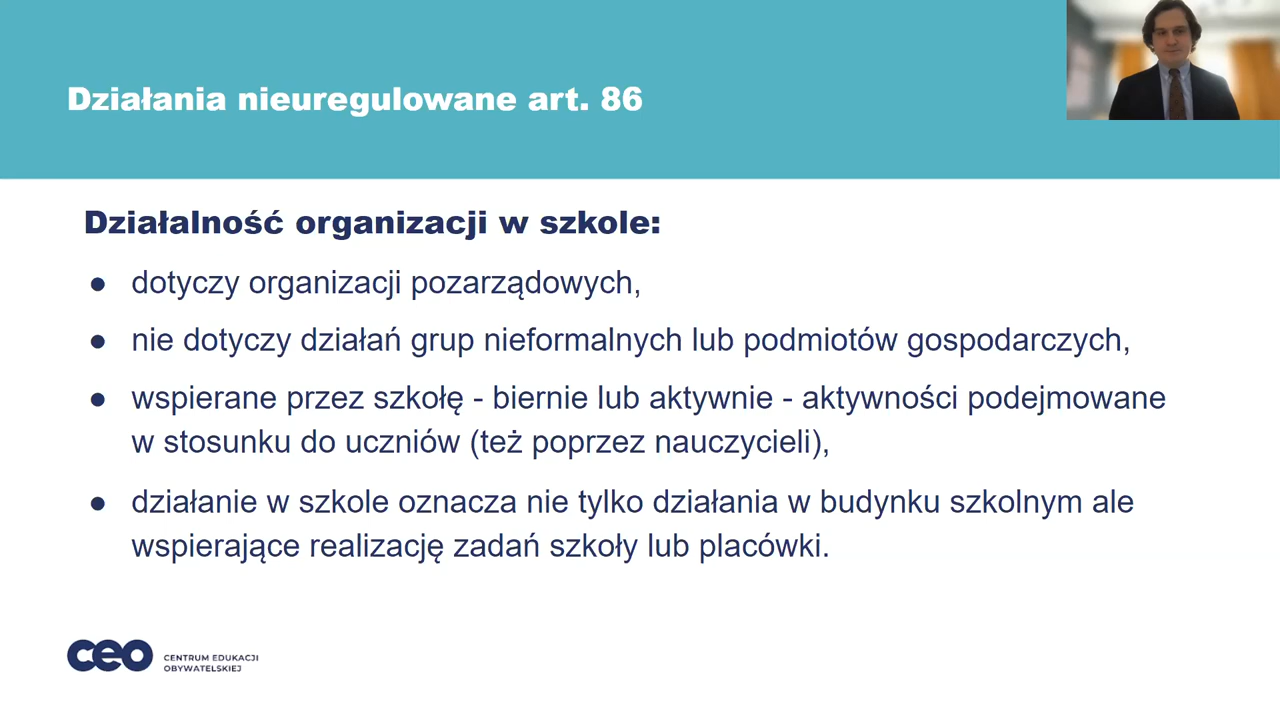 Działania nieuregulowane art. 86
Działalność organizacji w szkole:
● dotyczy organizacji pozarządowych,
● nie dotyczy działań grup nieformalnych lub podmiotów gospodarczych,
● wspierane przez szkołę - biernie lub aktywnie - aktywności podejmowane
w stosunku do uczniów (też poprzez nauczycieli),
● działanie w szkole oznacza nie tylko działania w budynku szkolnym ale
wspierające realizację zadań szkoły lub placówki.
ceo
CENTRUM EDUKACJI
OBYWATELSKIEJ